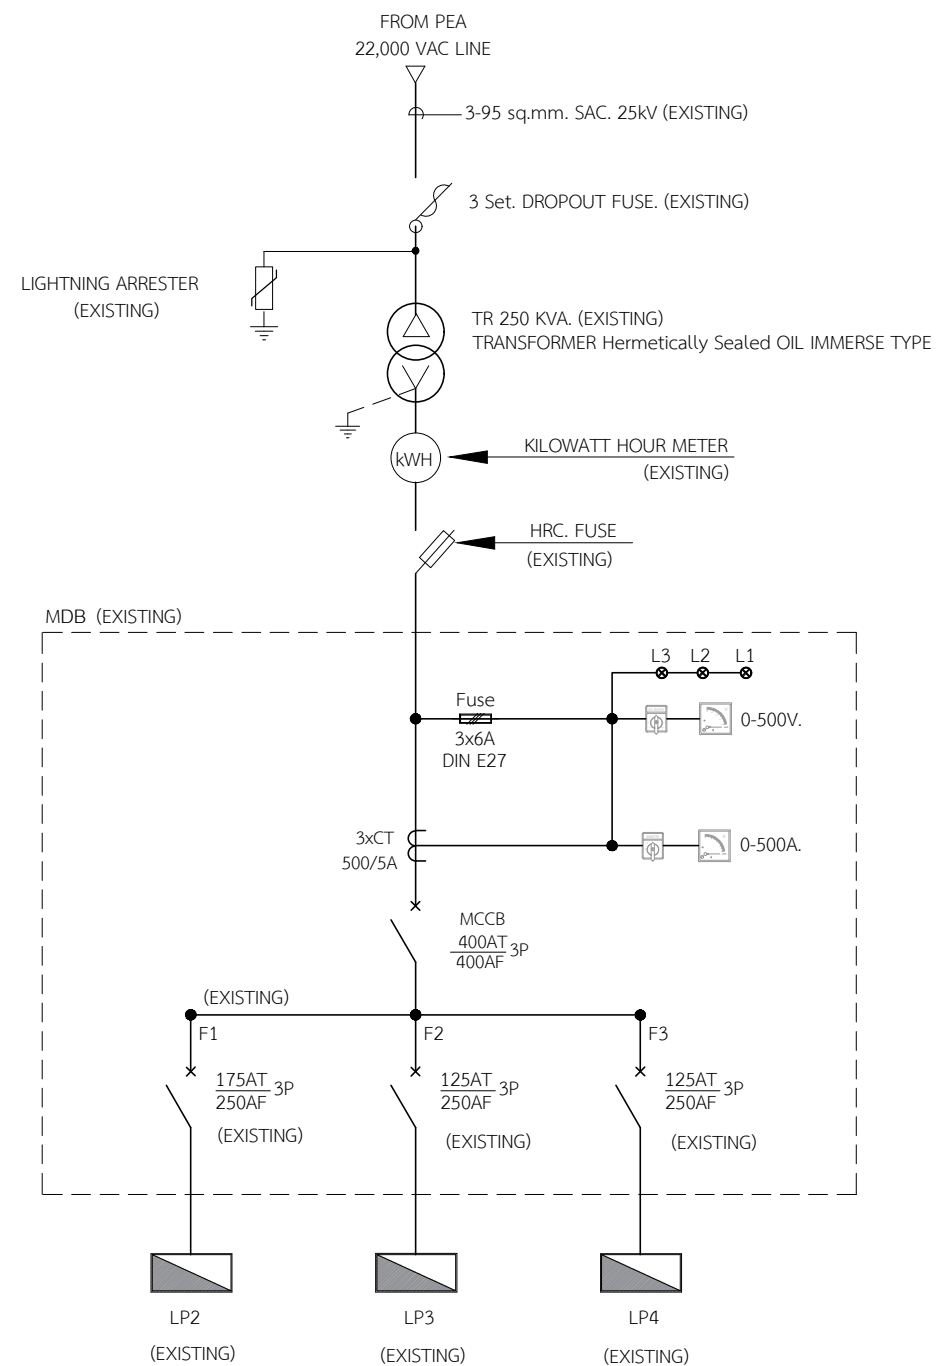 FROM PEA
22,000 VAC LINE
3-95 sq.mm. SAC. 25kV (EXISTING)
3 Set. DROPOUT FUSE. (EXISTING)
LIGHTNING ARRESTER
(EXISTING)
TR 250 KVA. (EXISTING)
TRANSFORMER Hermetically Sealed OIL IMMERSE TYPE
kWH
KILOWATT HOUR METER
(EXISTING)
HRC. FUSE
(EXISTING)
MDB (EXISTING)
L3 L2 L1
Fuse
3x6A
DIN E27
0-500V.
3xCT
500/5A
0-500A.
MCCB
400AT
400AF
3P
(EXISTING)
F1
F2
F3
175AT
250AF
3P
(EXISTING)
125AT
250AF
3P
(EXISTING)
125AT
250AF
3P
(EXISTING)
LP2
(EXISTING)
LP3
(EXISTING)
LP4
(EXISTING)